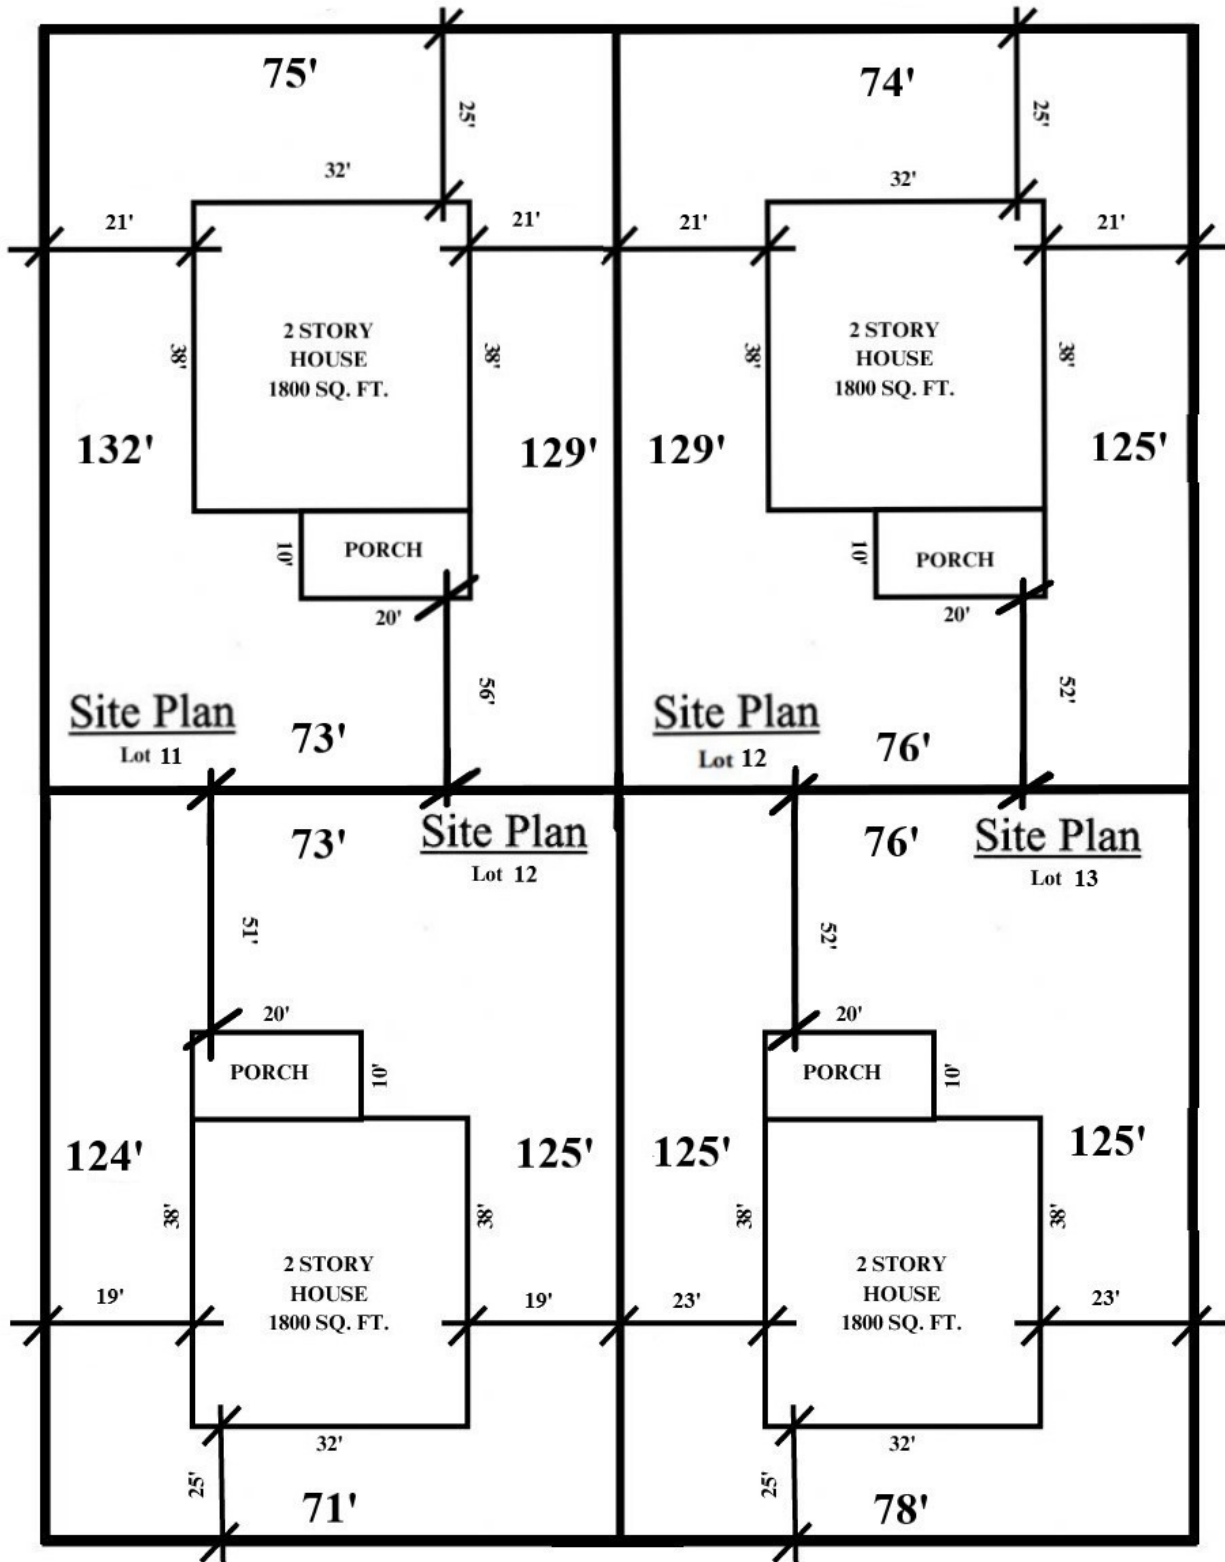 75'
25'
32'
21'
21'
2 STORY
HOUSE
1800 SQ. FT.
38'
38'
132'
129'
10'
PORCH
20'
56'
Site Plan
Lot 11
73'
74'
25'
32'
21'
21'
2 STORY
HOUSE
1800 SQ. FT.
38'
38'
129'
125'
10'
PORCH
20'
52'
Site Plan
Lot 12
76'
73'
Site Plan
Lot 12
51'
20'
PORCH
10'
124'
125'
38'
38'
2 STORY
HOUSE
1800 SQ. FT.
19'
19'
32'
25'
71'
76'
Site Plan
Lot 13
52'
20'
PORCH
10'
125'
125'
38'
38'
2 STORY
HOUSE
1800 SQ. FT.
23'
23'
32'
25'
78'